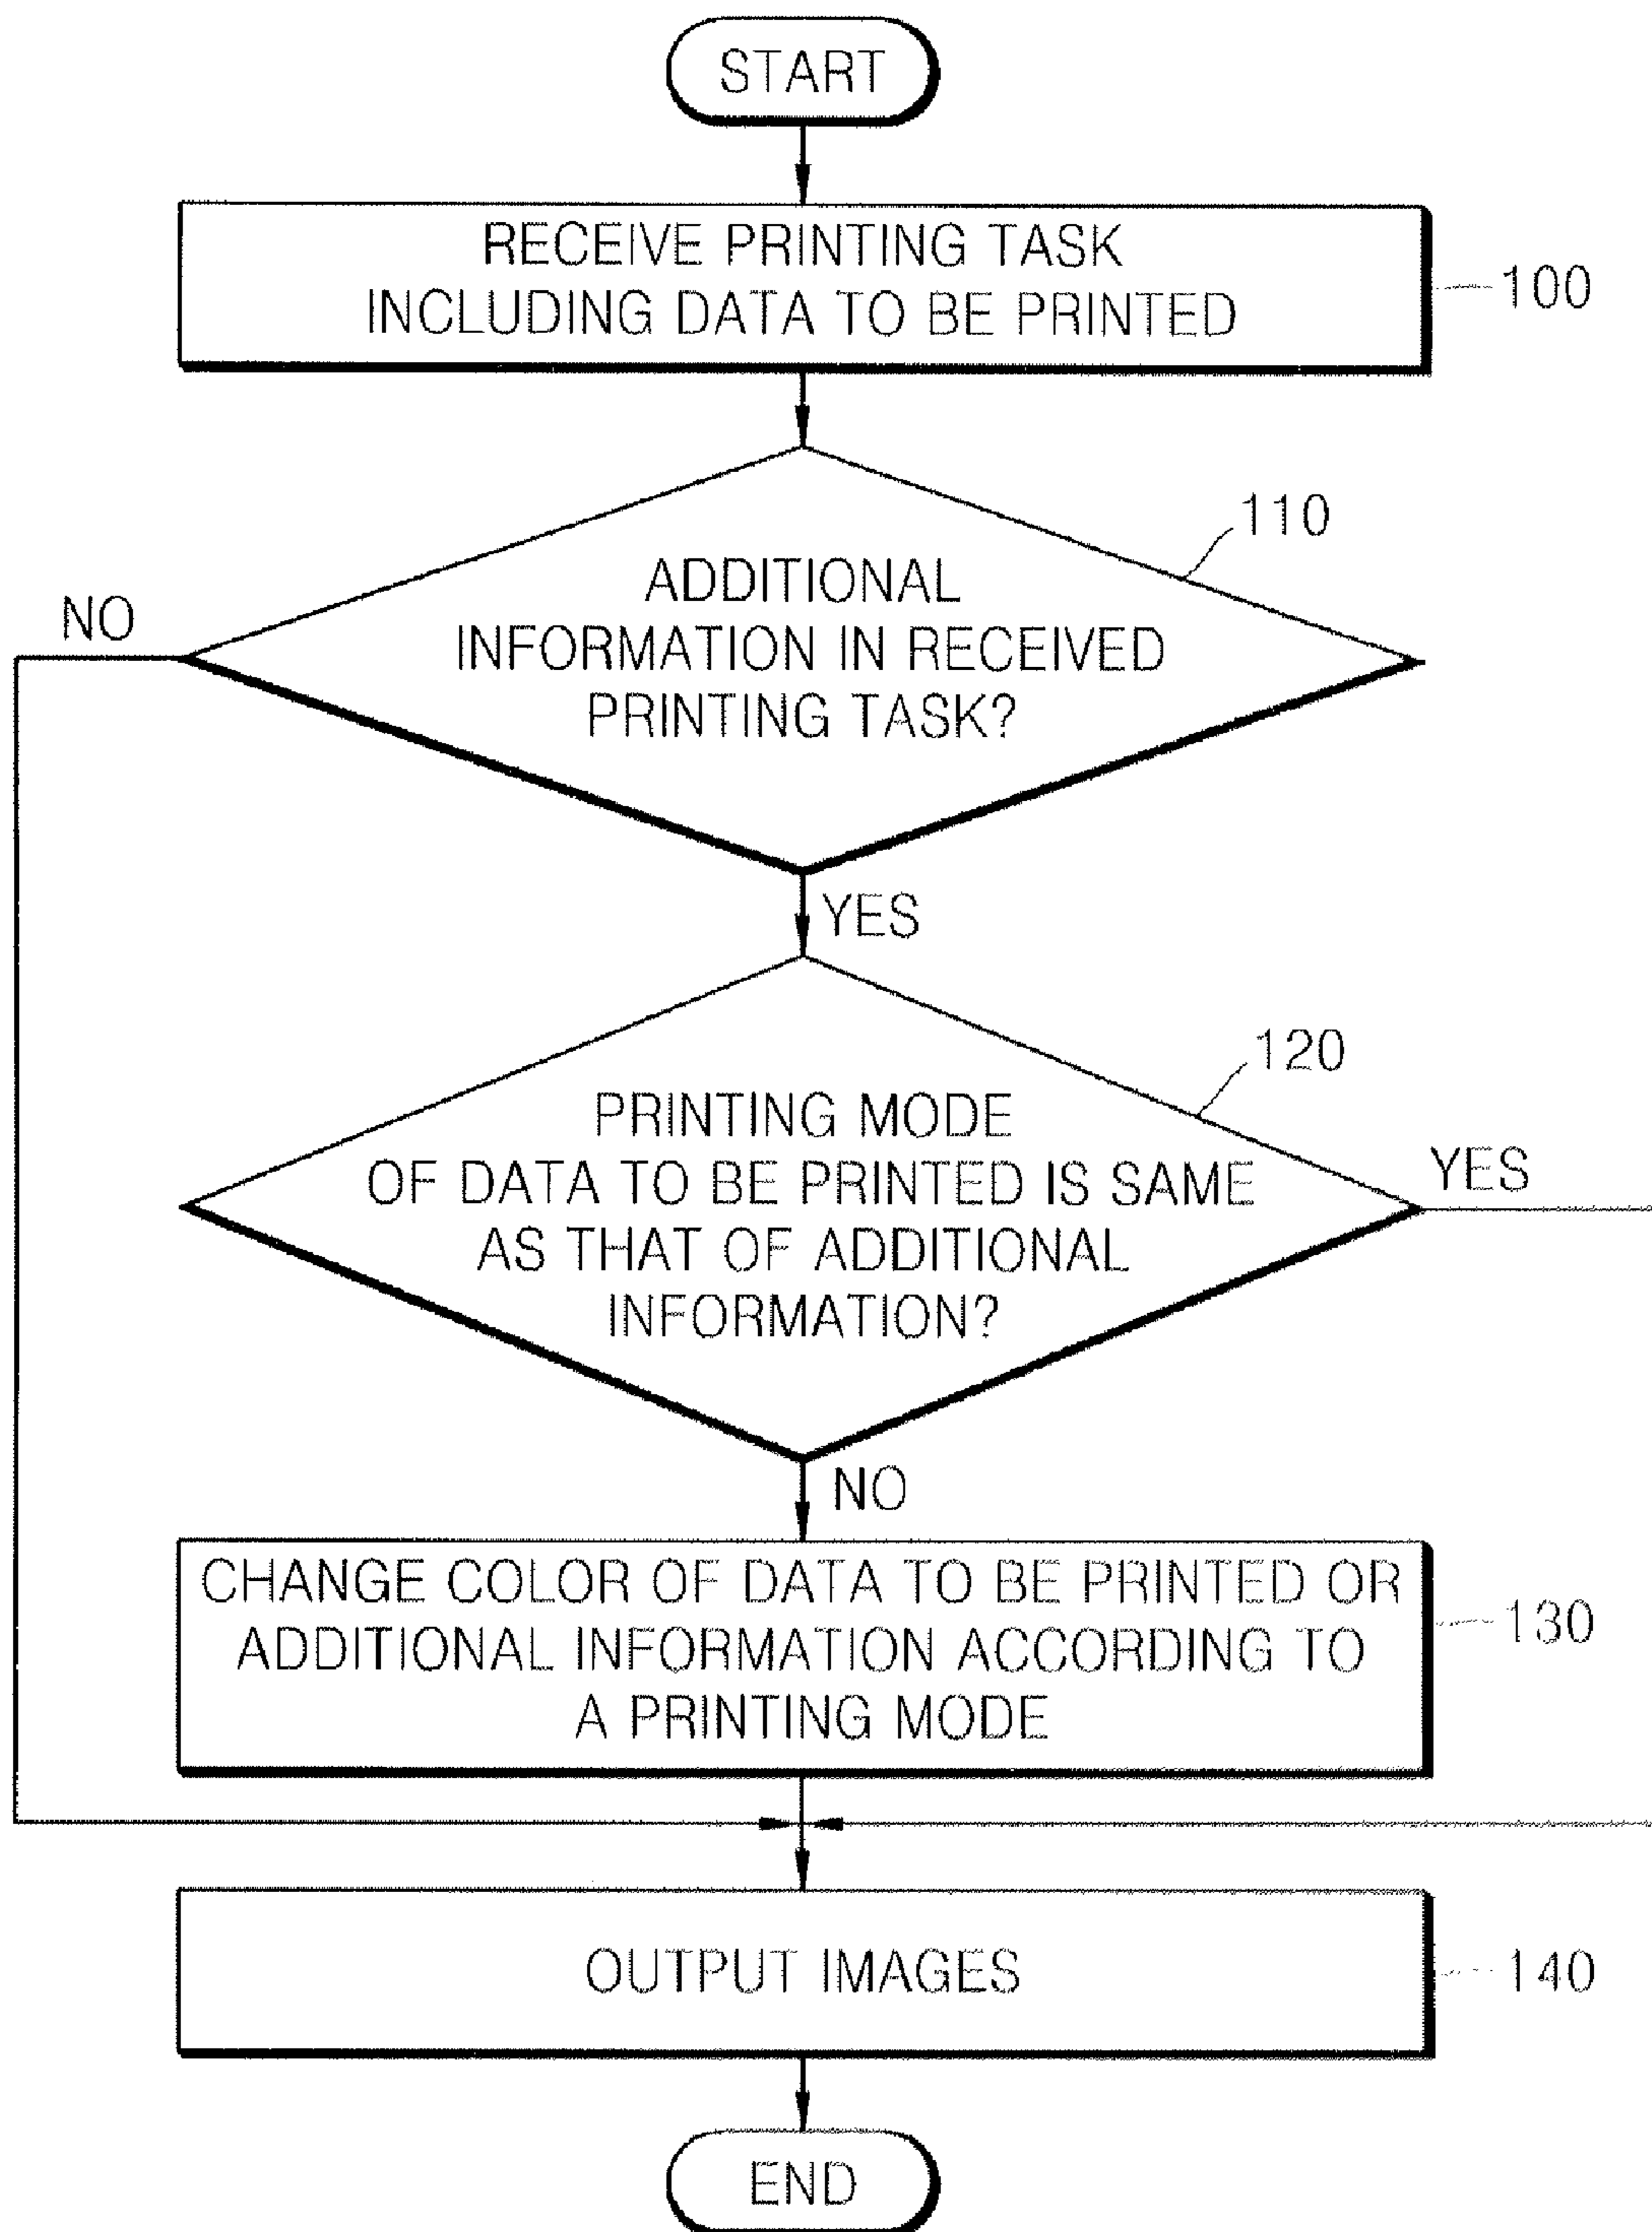 START
RECEIVE PRINTING TASK
INCLUDING DATA TO BE PRINTED
100
110
ADDITIONAL
INFORMATION IN RECEIVED
PRINTING TASK?
NO
YES
120
PRINTING MODE
OF DATA TO BE PRINTED IS SAME
AS THAT OF ADDITIONAL
INFORMATION?
YES
NO
CHANGE COLOR OF DATA TO BE PRINTED OR
ADDITIONAL INFORMATION ACCORDING TO
A PRINTING MODE
130
OUTPUT IMAGES
140
END